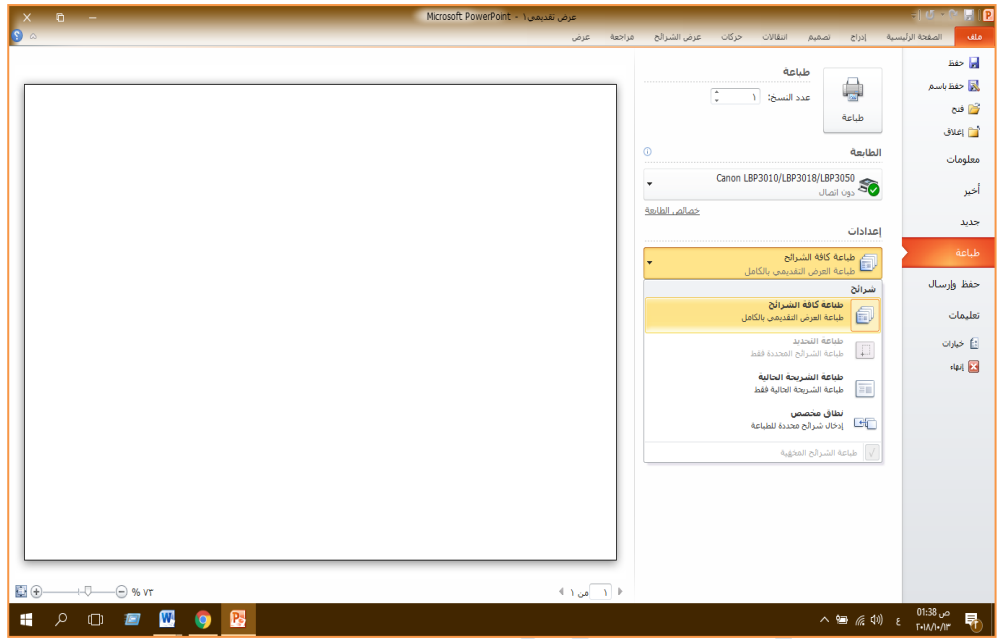 عرض تقديمي١ - Microsoft PowerPoint
ملف الصفحة الرئيسية إدراج تصميم انتقالات حركات عرض الشرائح مراجعة عرض
حفظ
حفظ باسم
فتح
إغلاق
معلومات
أخير
جديد
طباعة
حفظ وإرسال
تعليمات
خيارات
إنهاء
طباعة
طباعة
عدد النسخ: ١
الطابعة
Canon LBP3010/LBP3018/LBP3050
دون اتصال
خصائص الطابعة
إعدادات
طباعة كافة الشرائح
طباعة العرض التقديمي بالكامل
شرائح
طباعة كافة الشرائح
طباعة العرض التقديمي بالكامل
طباعة التحديد
طباعة الشرائح المحددة فقط
طباعة الشريحة الحالية
طباعة الشريحة الحالية فقط
نطاق مخصص
إدخال شرائح محددة للطباعة
طباعة الشرائح المخفية
١ من ١
٧٣ %
ص 01:38
ع
٢٠١٨/١٠/١٣
٢